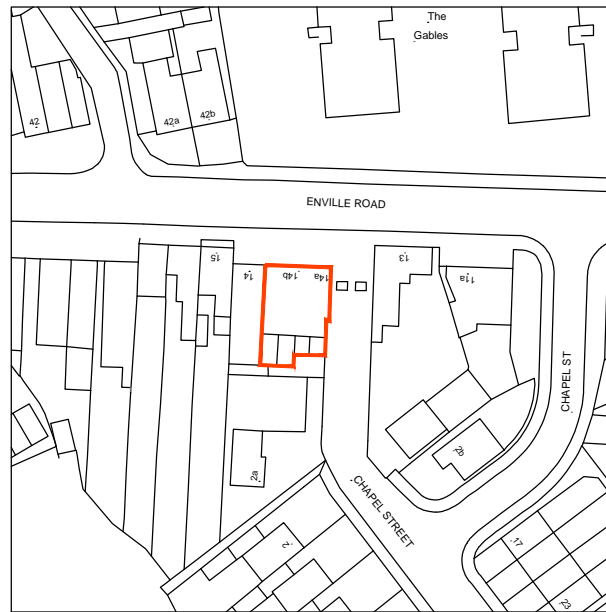 The
Gables
42
42a
42b
ENVILLE ROAD
15
14
14b
14a
13
11a
CHAPEL ST
2a
2b
CHAPEL STREET
2
17
23